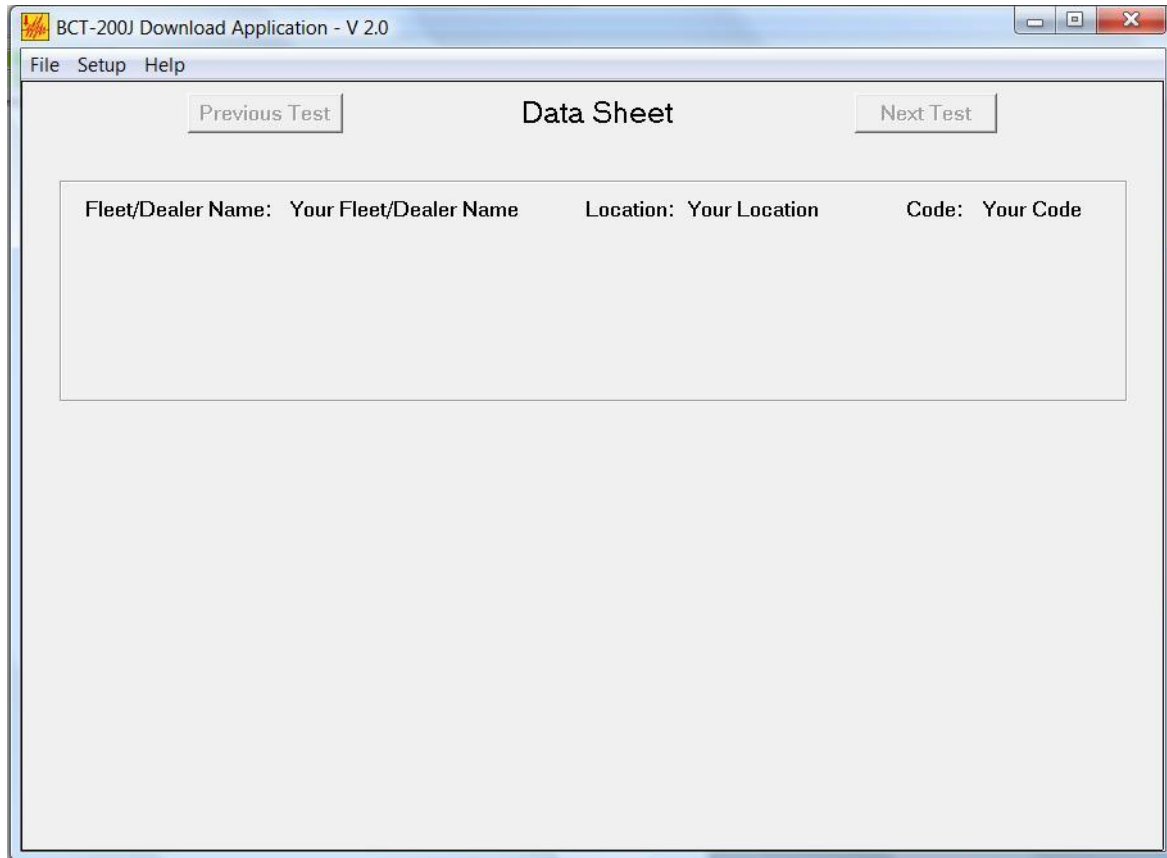 BCT-200J Download Application - V 2.0
File Setup Help
Previous Test Data Sheet Next Test
Fleet/Dealer Name: Your Fleet/Dealer Name Location: Your Location Code: Your Code